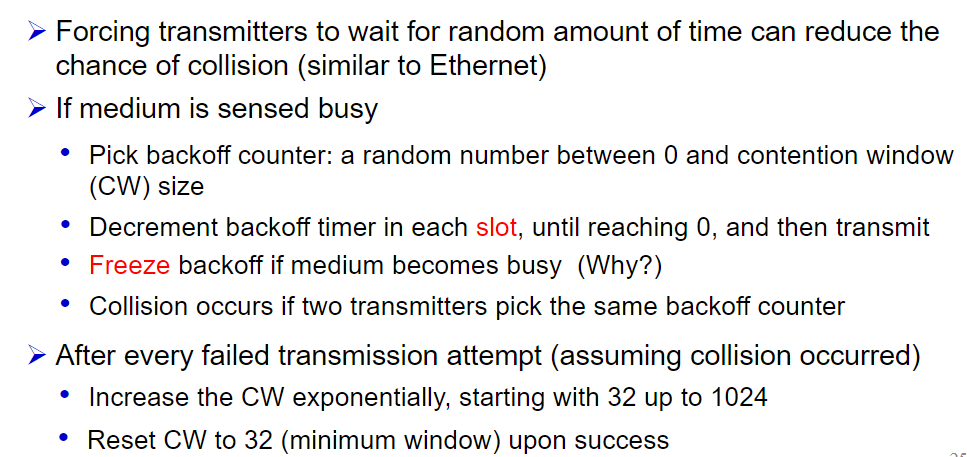 ➢ Forcing transmitters to wait for random amount of time can reduce the
chance of collision (similar to Ethernet)
➢ If medium is sensed busy
• Pick backoff counter: a random number between 0 and contention window
(CW) size
• Decrement backoff timer in each slot, until reaching 0, and then transmit
• Freeze backoff if medium becomes busy (Why?)
• Collision occurs if two transmitters pick the same backoff counter
➢ After every failed transmission attempt (assuming collision occurred)
• Increase the CW exponentially, starting with 32 up to 1024
• Reset CW to 32 (minimum window) upon success